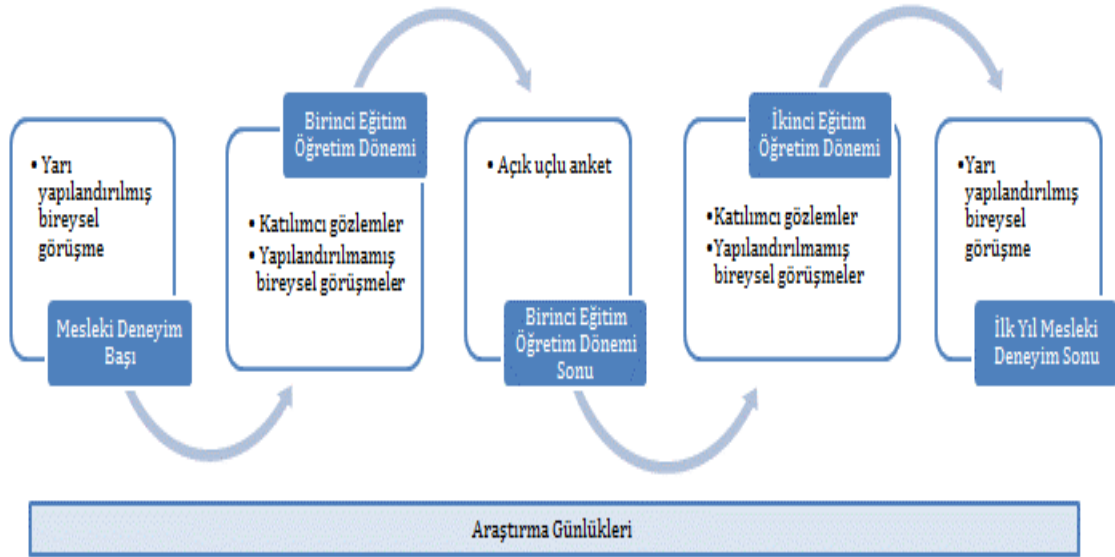 • Yarı
yapılandırılmış
bireysel
görüşme
Mesleki Deneyim
Başı
Birinci Eğitim
Öğretim Dönemi
• Katılımcı gözlemler
• Yapılandırılmamış
bireysel görüşmeler
• Açık uçlu anket
Birinci Eğitim
Öğretim Dönemi
Sonu
İkinci Eğitim
Öğretim Dönemi
•Katılımcı gözlemler
•Yapılandırılmamış
bireysel görüşmeler
•Yarı
yapılandırılmış
bireysel
görüşme
İlk Yıl Mesleki
Deneyim Sonu
Araştırma Günlükleri